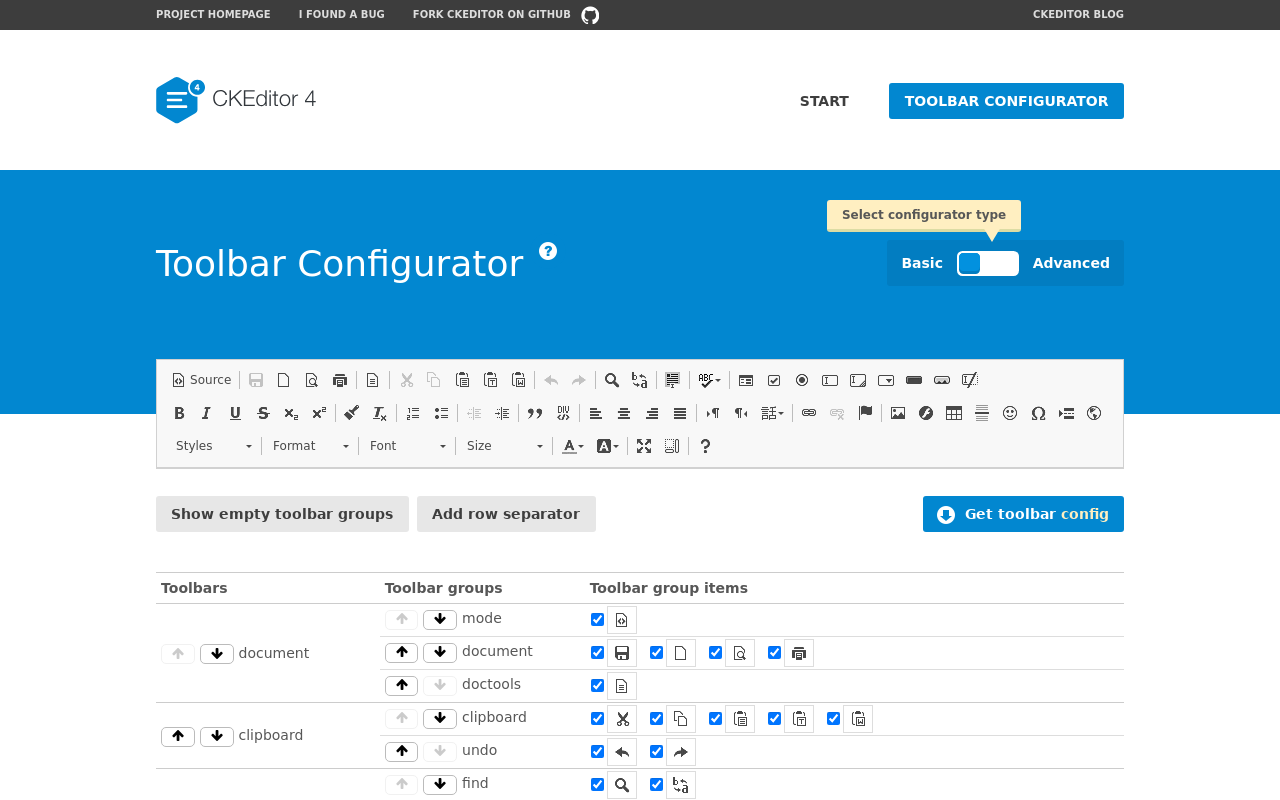 PROJECT HOMEPAGE I FOUND A BUG FORK CKEDITOR ON GITHUB CKEDITOR BLOG
4
CKEditor 4 START TOOLBAR CONFIGURATOR
Select configurator type
Toolbar Configurator ? Basic Advanced
Source
Styles Format Font Size
Show empty toolbar groups Add row separator Get toolbar config
Toolbars Toolbar groups Toolbar group items
mode
document document
doctools
clipboard
clipboard undo
find